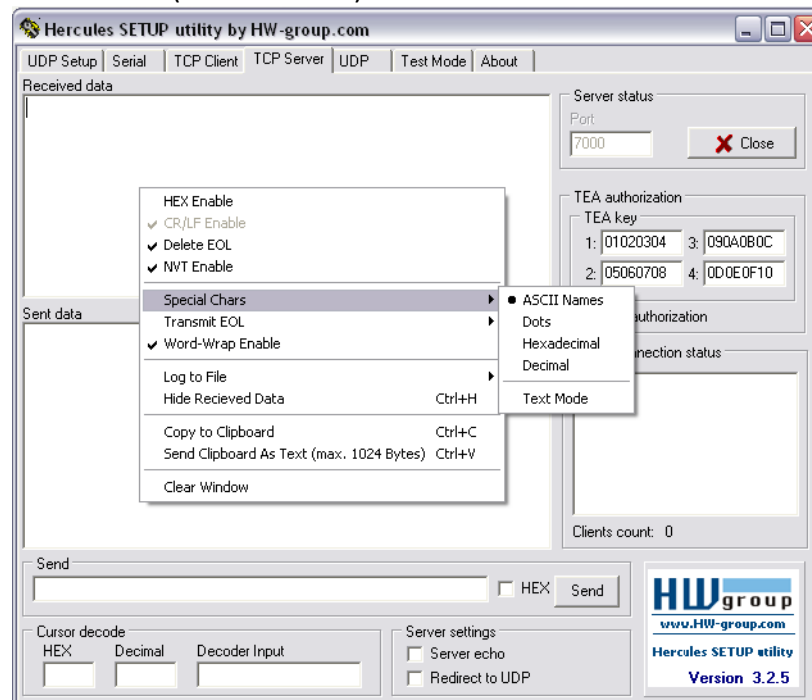 Hercules SETUP utility by HW-group.com
UDP Setup Serial TCP Client TCP Server UDP Test Mode About
Received data
Server status
Port
7000 Close
TEA authorization
TEA key
1: 01020304 3: 090A0B0C
2: 05060708 4: 0D0E0F10
HEX Enable
CR/LF Enable
Delete EOL
NVT Enable
Special Chars
Transmit EOL
Word-Wrap Enable
Log to File
Hide Recieved Data Ctrl+H
Copy to Clipboard Ctrl+C
Send Clipboard As Text (max. 1024 Bytes) Ctrl+V
Clear Window
ASCII Names
Dots
Hexadecimal
Decimal
Text Mode
Sent data
status
Clients count: 0
Send
HEX Send
Cursor decode
HEX Decimal Decoder Input
Server settings
Server echo
Redirect to UDP
HW group
www.HW-group.com
Hercules SETUP utility
Version 3.2.5